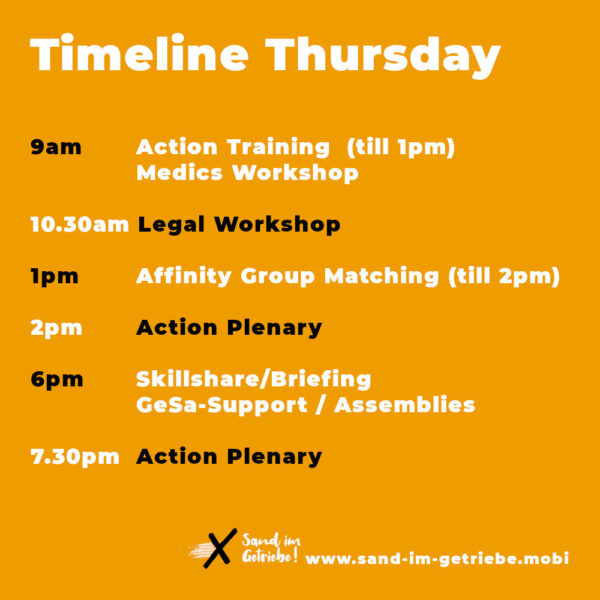 Timeline Thursday
9am Action Training (till 1pm)
Medics Workshop
10.30am Legal Workshop
1pm Affinity Group Matching (till 2pm)
2pm Action Plenary
6pm Skillshare/Briefing
GeSa-Support / Assemblies
7.30pm Action Plenary
Sand im
Getriebe!
www.sand-im-getriebe.mobi